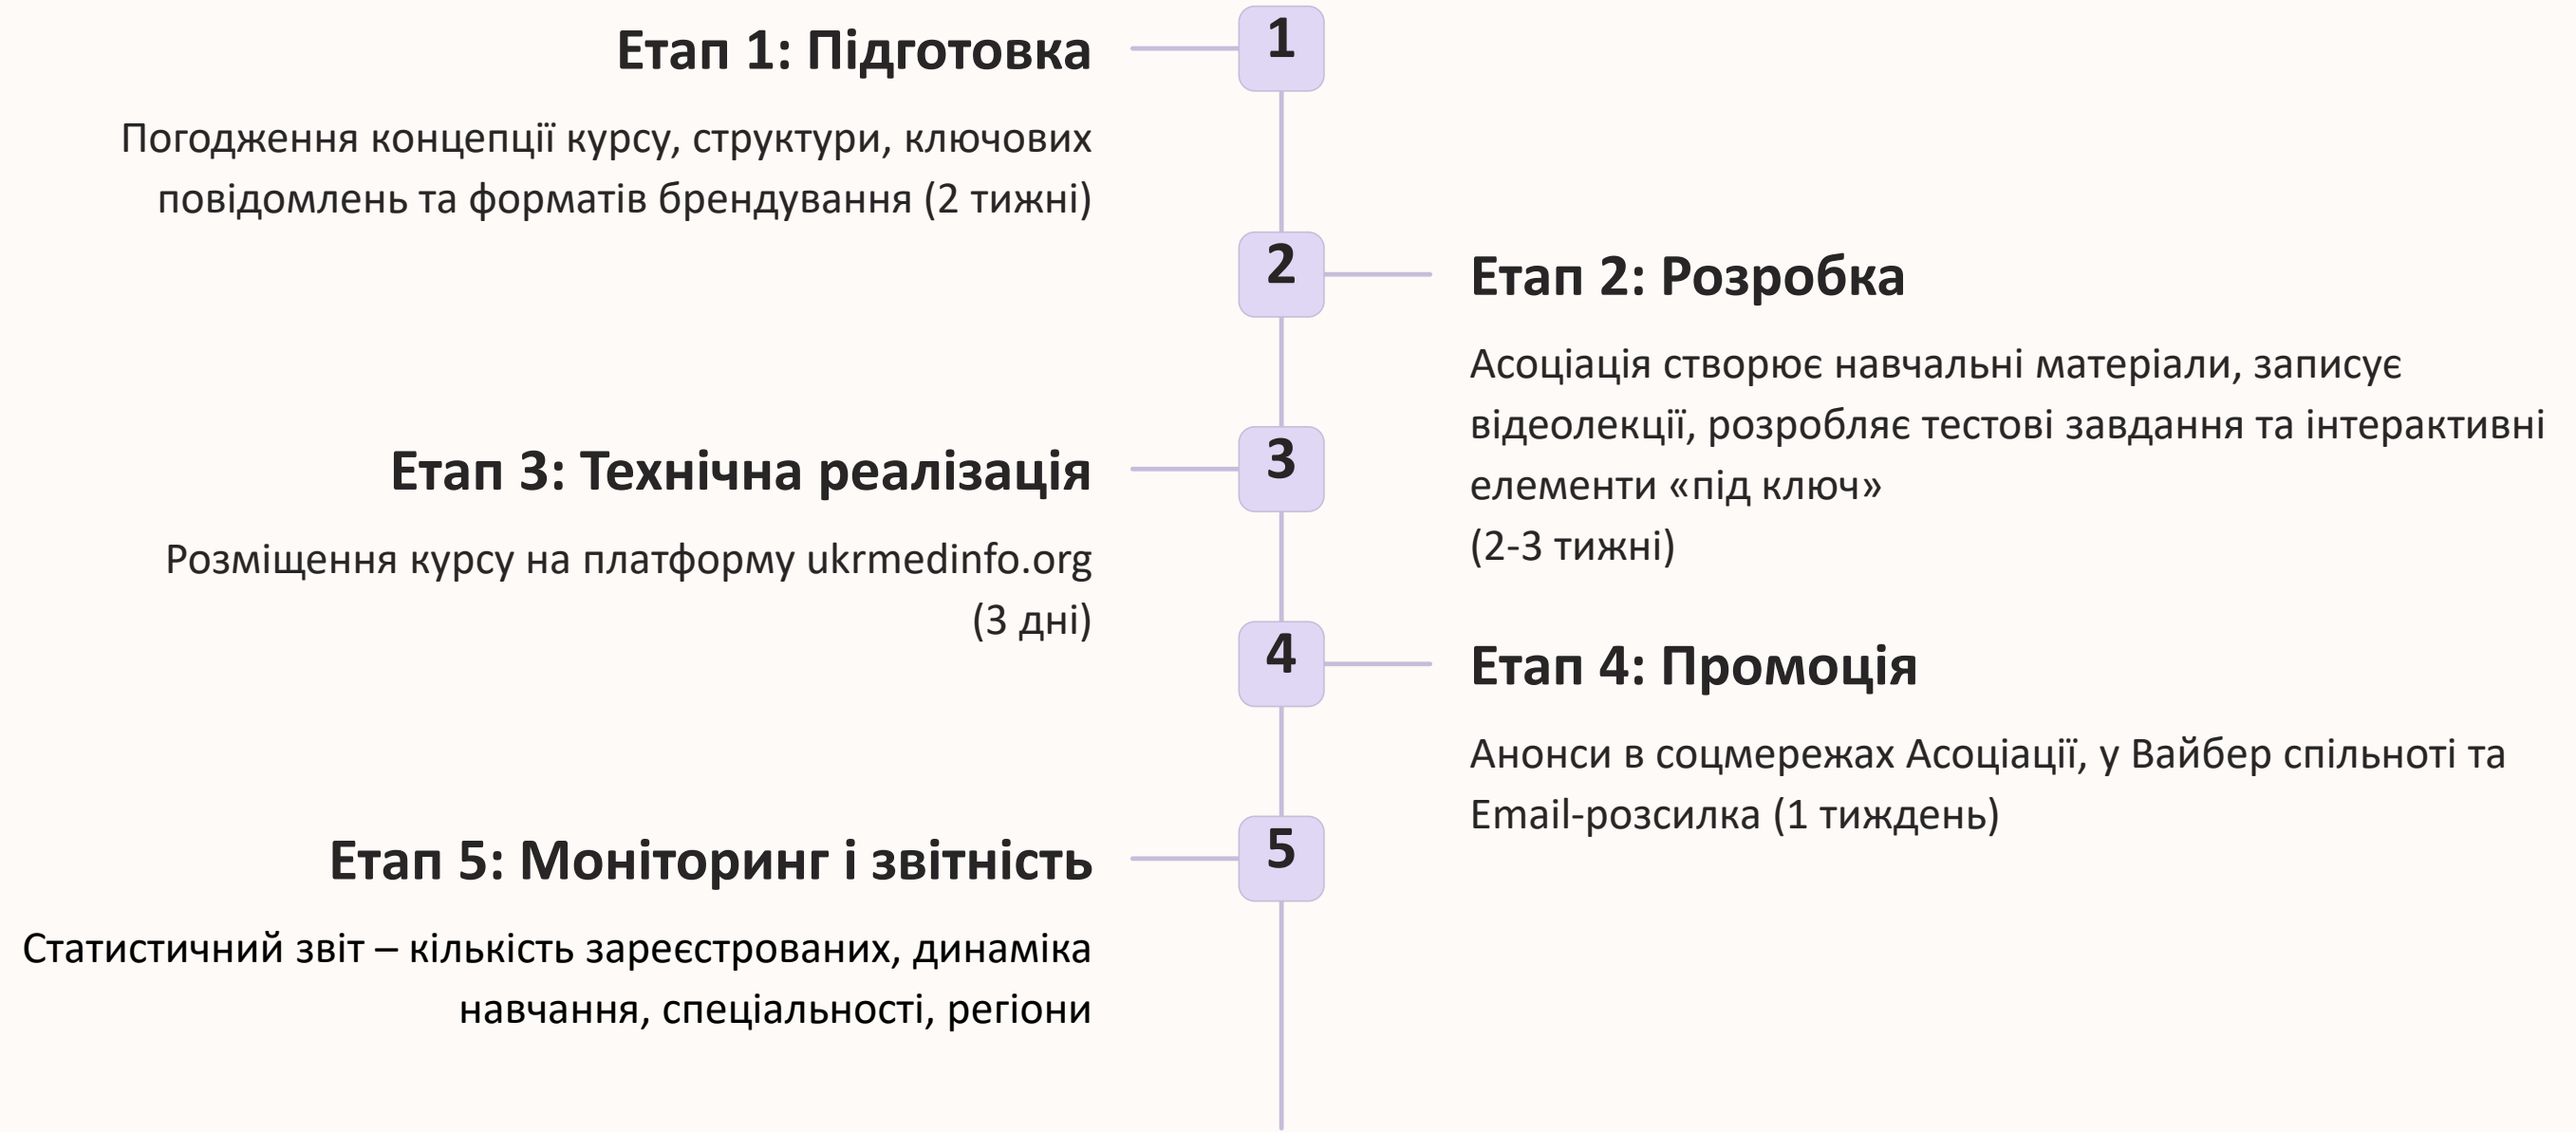 1
Етап 1: Підготовка
Погодження концепції курсу, структури, ключових
повідомлень та форматів брендування (2 тижні)
2
Етап 2: Розробка
Асоціація створює навчальні матеріали, записує
відеолекції, розробляє тестові завдання та інтерактивні
елементи «під ключ»
(2-3 тижні)
3
Етап 3: Технічна реалізація
Розміщення курсу на платформу ukrmedinfo.org
(3 дні)
4
Етап 4: Промоція
Анонси в соцмережах Асоціації, у Вайбер спільноті та
Email-розсилка (1 тиждень)
5
Етап 5: Моніторинг і звітність
Статистичний звіт – кількість зареєстрованих, динаміка
навчання, спеціальності, регіони